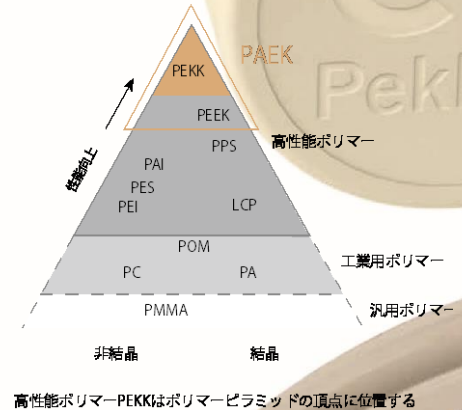 PEKK
PAEK
PEEK
高性能ポリマー
PPS
PAI
PES
PEI
LCP
性能向上
POM
工業用ポリマー
PC
PA
PMMA
汎用ポリマー
非結晶
結晶
高性能ポリマーPEKKはポリマーピラミッドの頂点に位置する